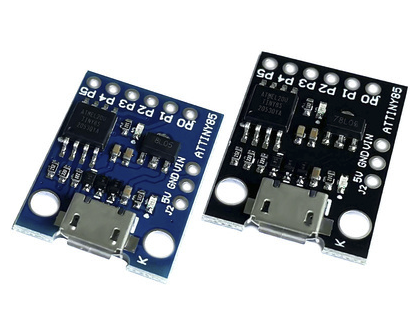 P5 P4 P3 P2 P1 P0
ATTINY85
5V GND VIN
J2
K
P5 P4 P3 P2 P1 P0
ATTINY85
5V GND VIN
J2
K